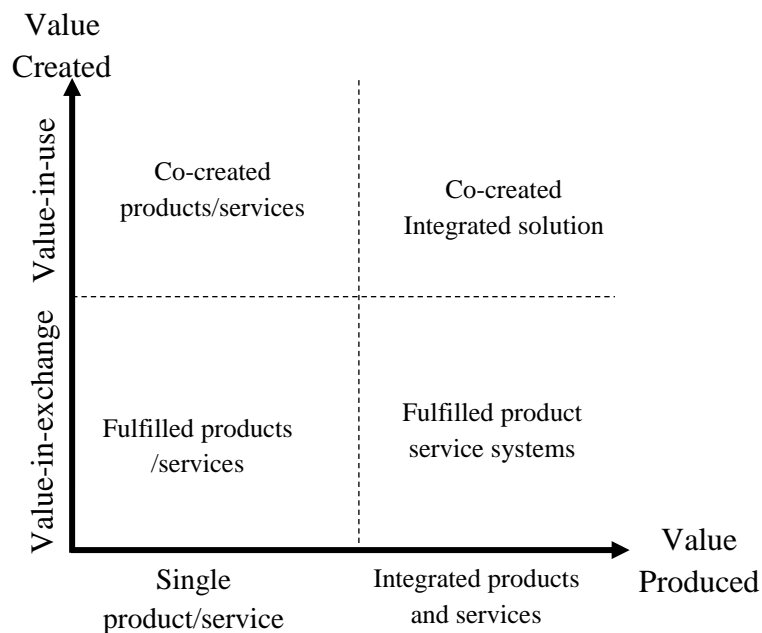 Value
Created
Value-in-use
Co-created
products/services
Co-created
Integrated solution
Value-in-exchange
Fulfilled products
/services
Fulfilled product
service systems
Value
Produced
Single
product/service
Integrated products
and services